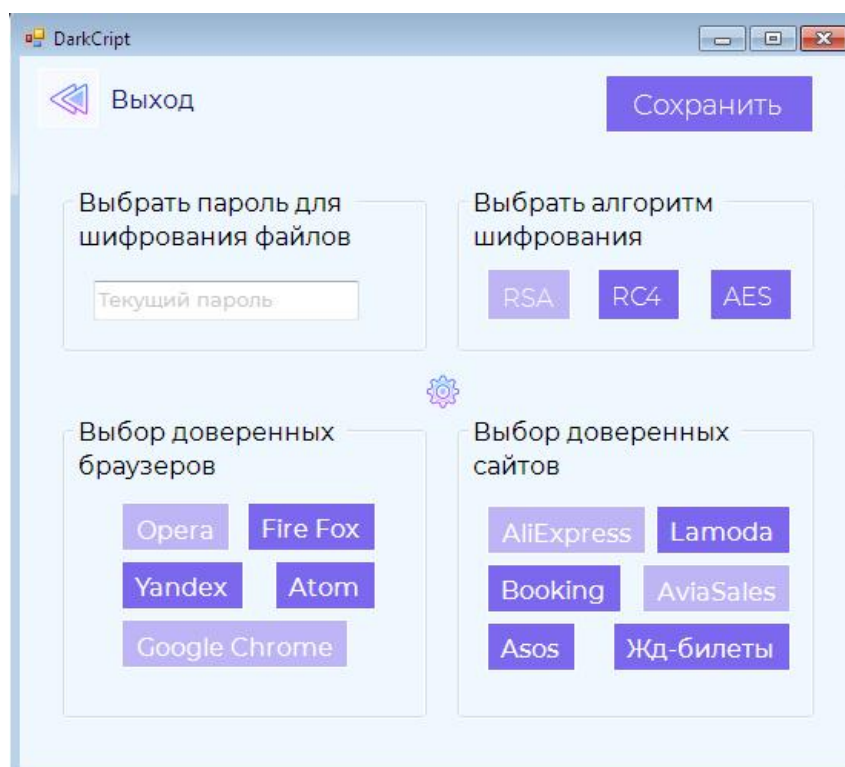 DarkCript
Выход
Сохранить
Выбрать пароль для
шифрования файлов
Текущий пароль
Выбрать алгоритм
шифрования
RSA RC4 AES
Выбор доверенных
браузеров
Opera Fire Fox
Yandex Atom
Google Chrome
Выбор доверенных
сайтов
AliExpress Lamoda
Booking AviaSales
Asos Жд-билеты